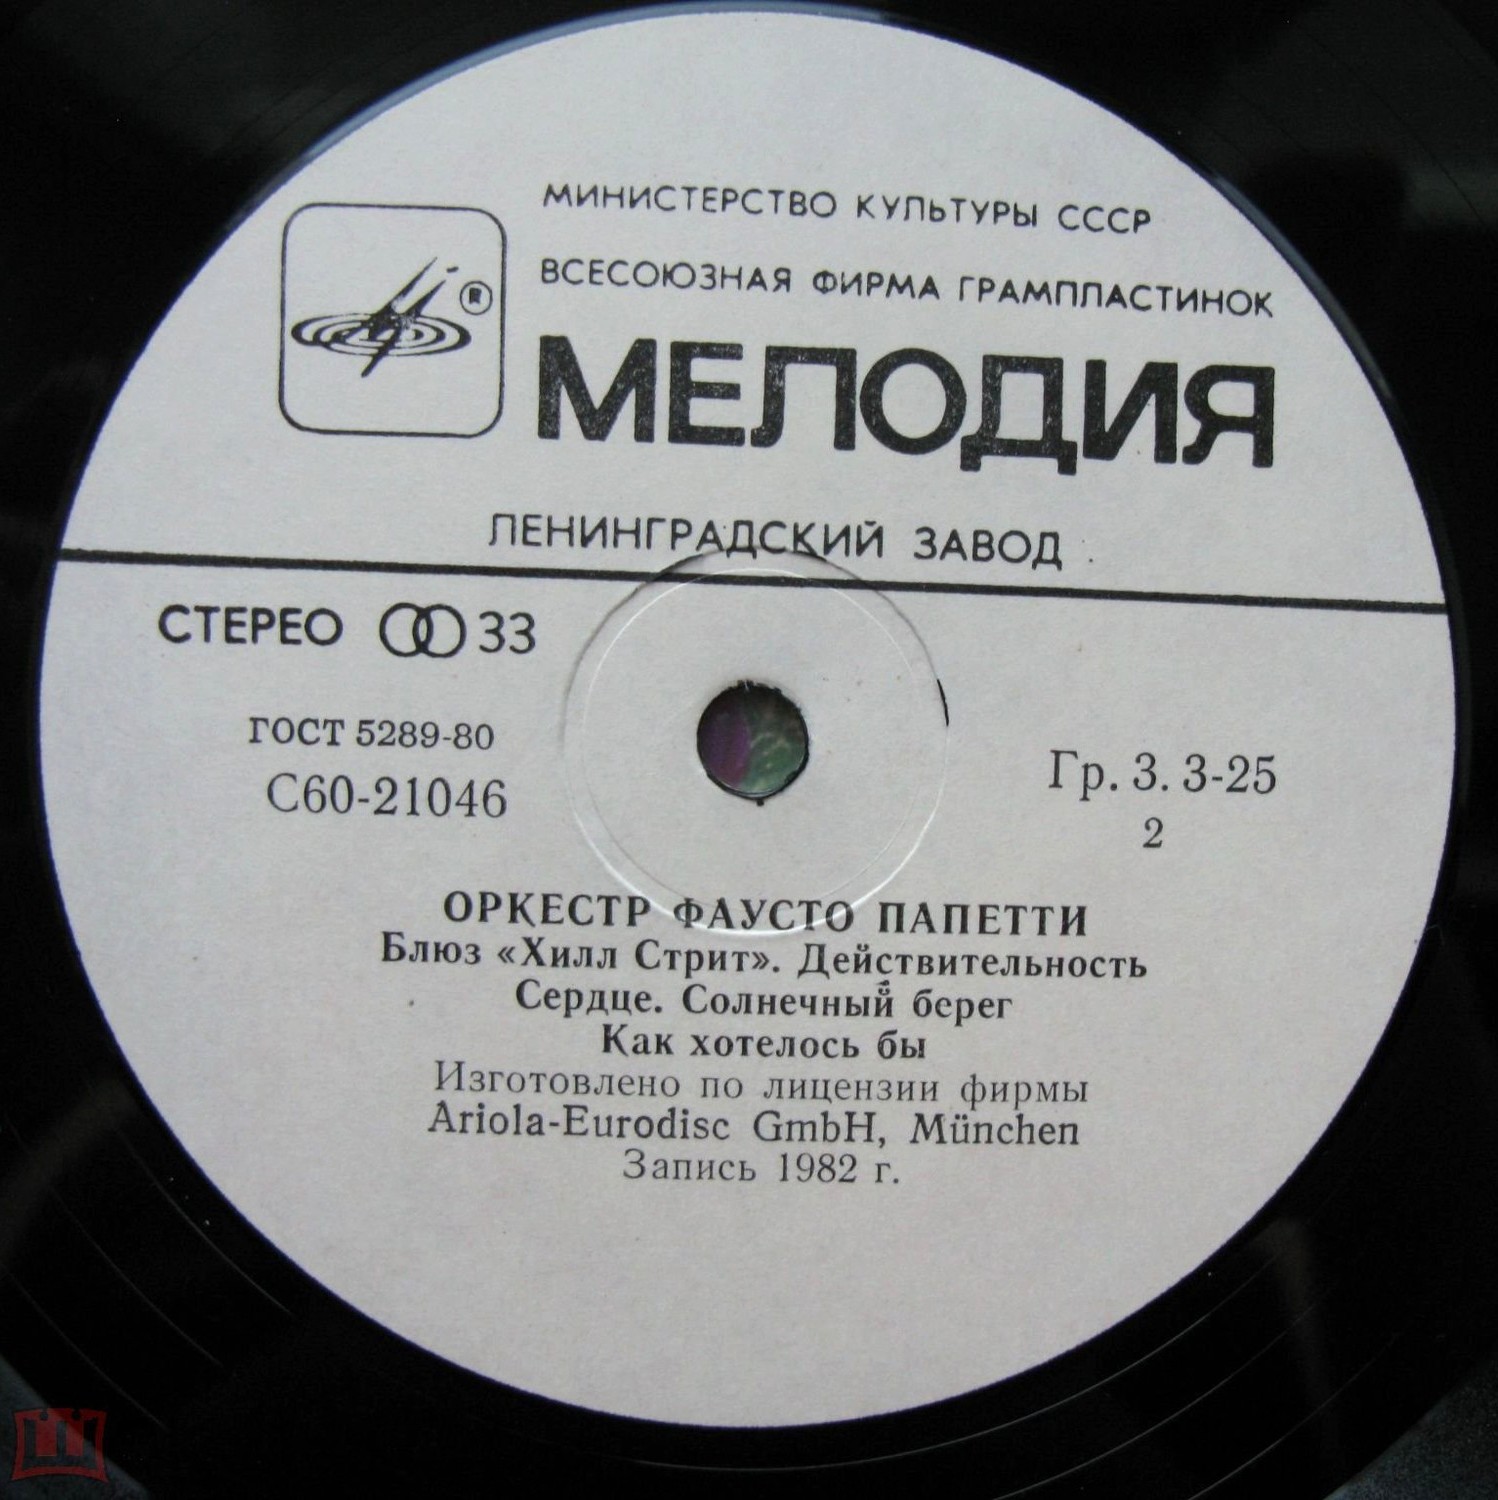 МИНИСТЕРСТВО КУЛЬТУРЫ СССР
ВСЕСОЮЗНАЯ ФИРМА ГРАМПЛАСТИНОК
®
МЕЛОДИЯ
ЛЕНИНГРАДСКИЙ ЗАВОД
СТЕРЕО 33
ГОСТ 5289-80
С60-21046
Гр. 3. 3-25
2
ОРКЕСТР ФАУСТО ПАПЕТТИ
Блюз «Хилл Стрит». Действительность
Сердце. Солнечный берег
Как хотелось бы
Изготовлено по лицензии фирмы
Ariola-Eurodisc GmbH, München
Запись 1982 г.